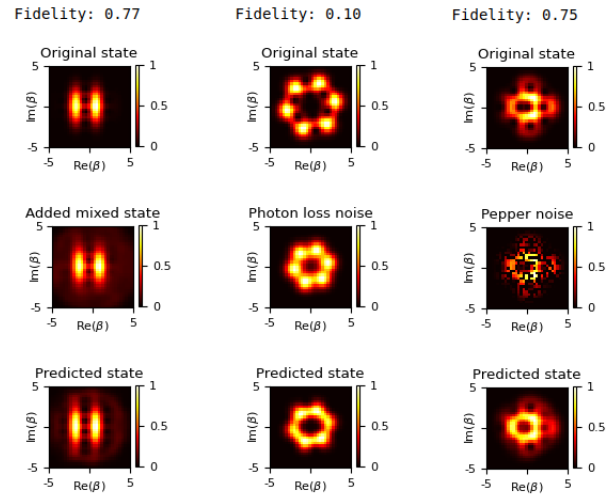 Fidelity: 0.77
Fidelity: 0.10
Fidelity: 0.75
Original state
5
Im(β)
-5
-5
5
Re(β)
1
0.5
0
Original state
5
Im(β)
-5
-5
5
Re(β)
1
0.5
0
Original state
5
Im(β)
-5
-5
5
Re(β)
1
0.5
0
Added mixed state
5
Im(β)
-5
-5
5
Re(β)
1
0.5
0
Photon loss noise
5
Im(β)
-5
-5
5
Re(β)
1
0.5
0
Pepper noise
5
Im(β)
-5
-5
5
Re(β)
1
0.5
0
Predicted state
5
Im(β)
-5
-5
5
Re(β)
1
0.5
0
Predicted state
5
Im(β)
-5
-5
5
Re(β)
1
0.5
0
Predicted state
5
Im(β)
-5
-5
5
Re(β)
1
0.5
0